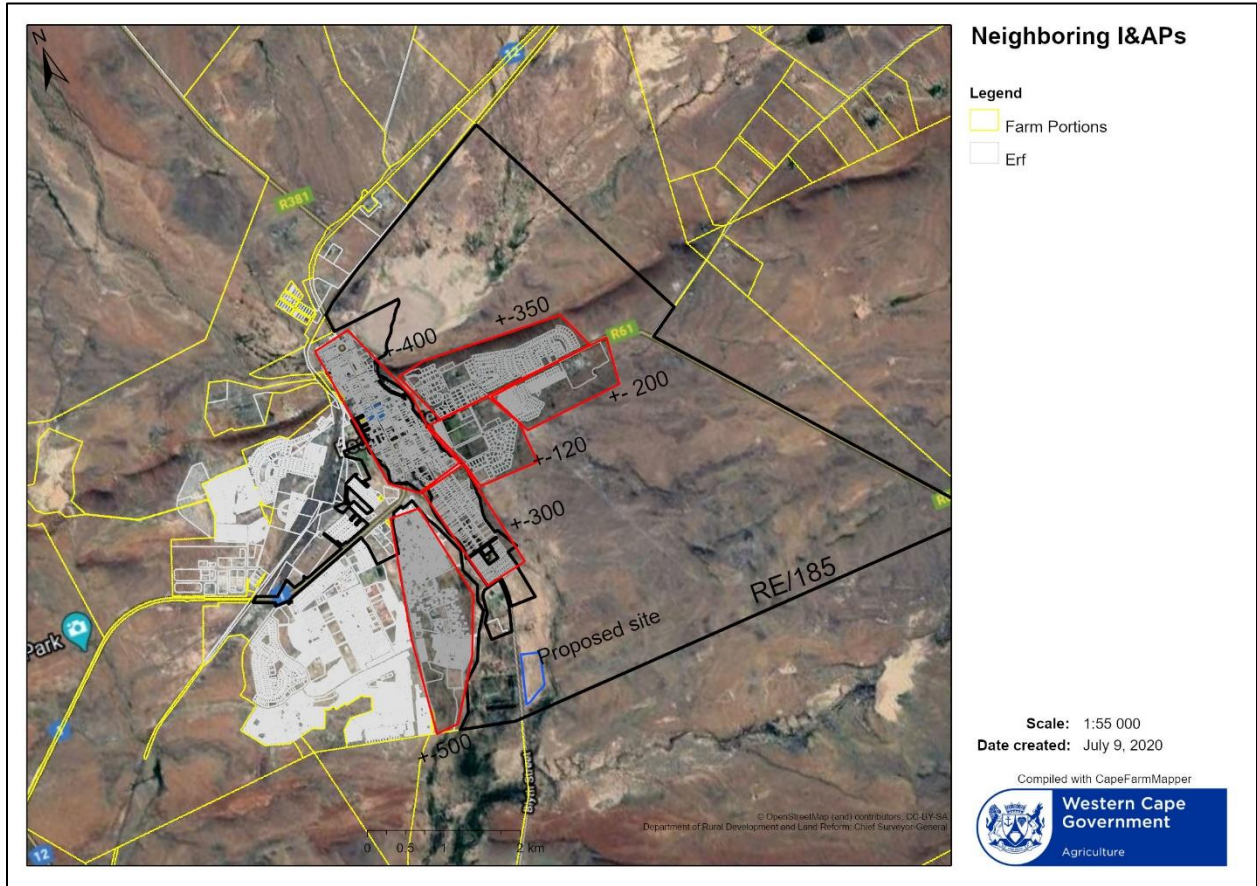 Neighboring I&APs
Legend
Farm Portions
Erf
N
12
R381
+-350
R61
+-400
+- 200
+-120
+-300
RE/185
Park
Proposed site
+-500
Blyth Street
12
0 0.5 1 2 km
© OpenStreetMap (and) contributors, CC-BY-SA
Department of Rural Development and Land Reform: Chief Surveyor-General
Scale: 1:55 000
Date created: July 9, 2020
Compiled with CapeFarmMapper
Western Cape
Government
Agriculture